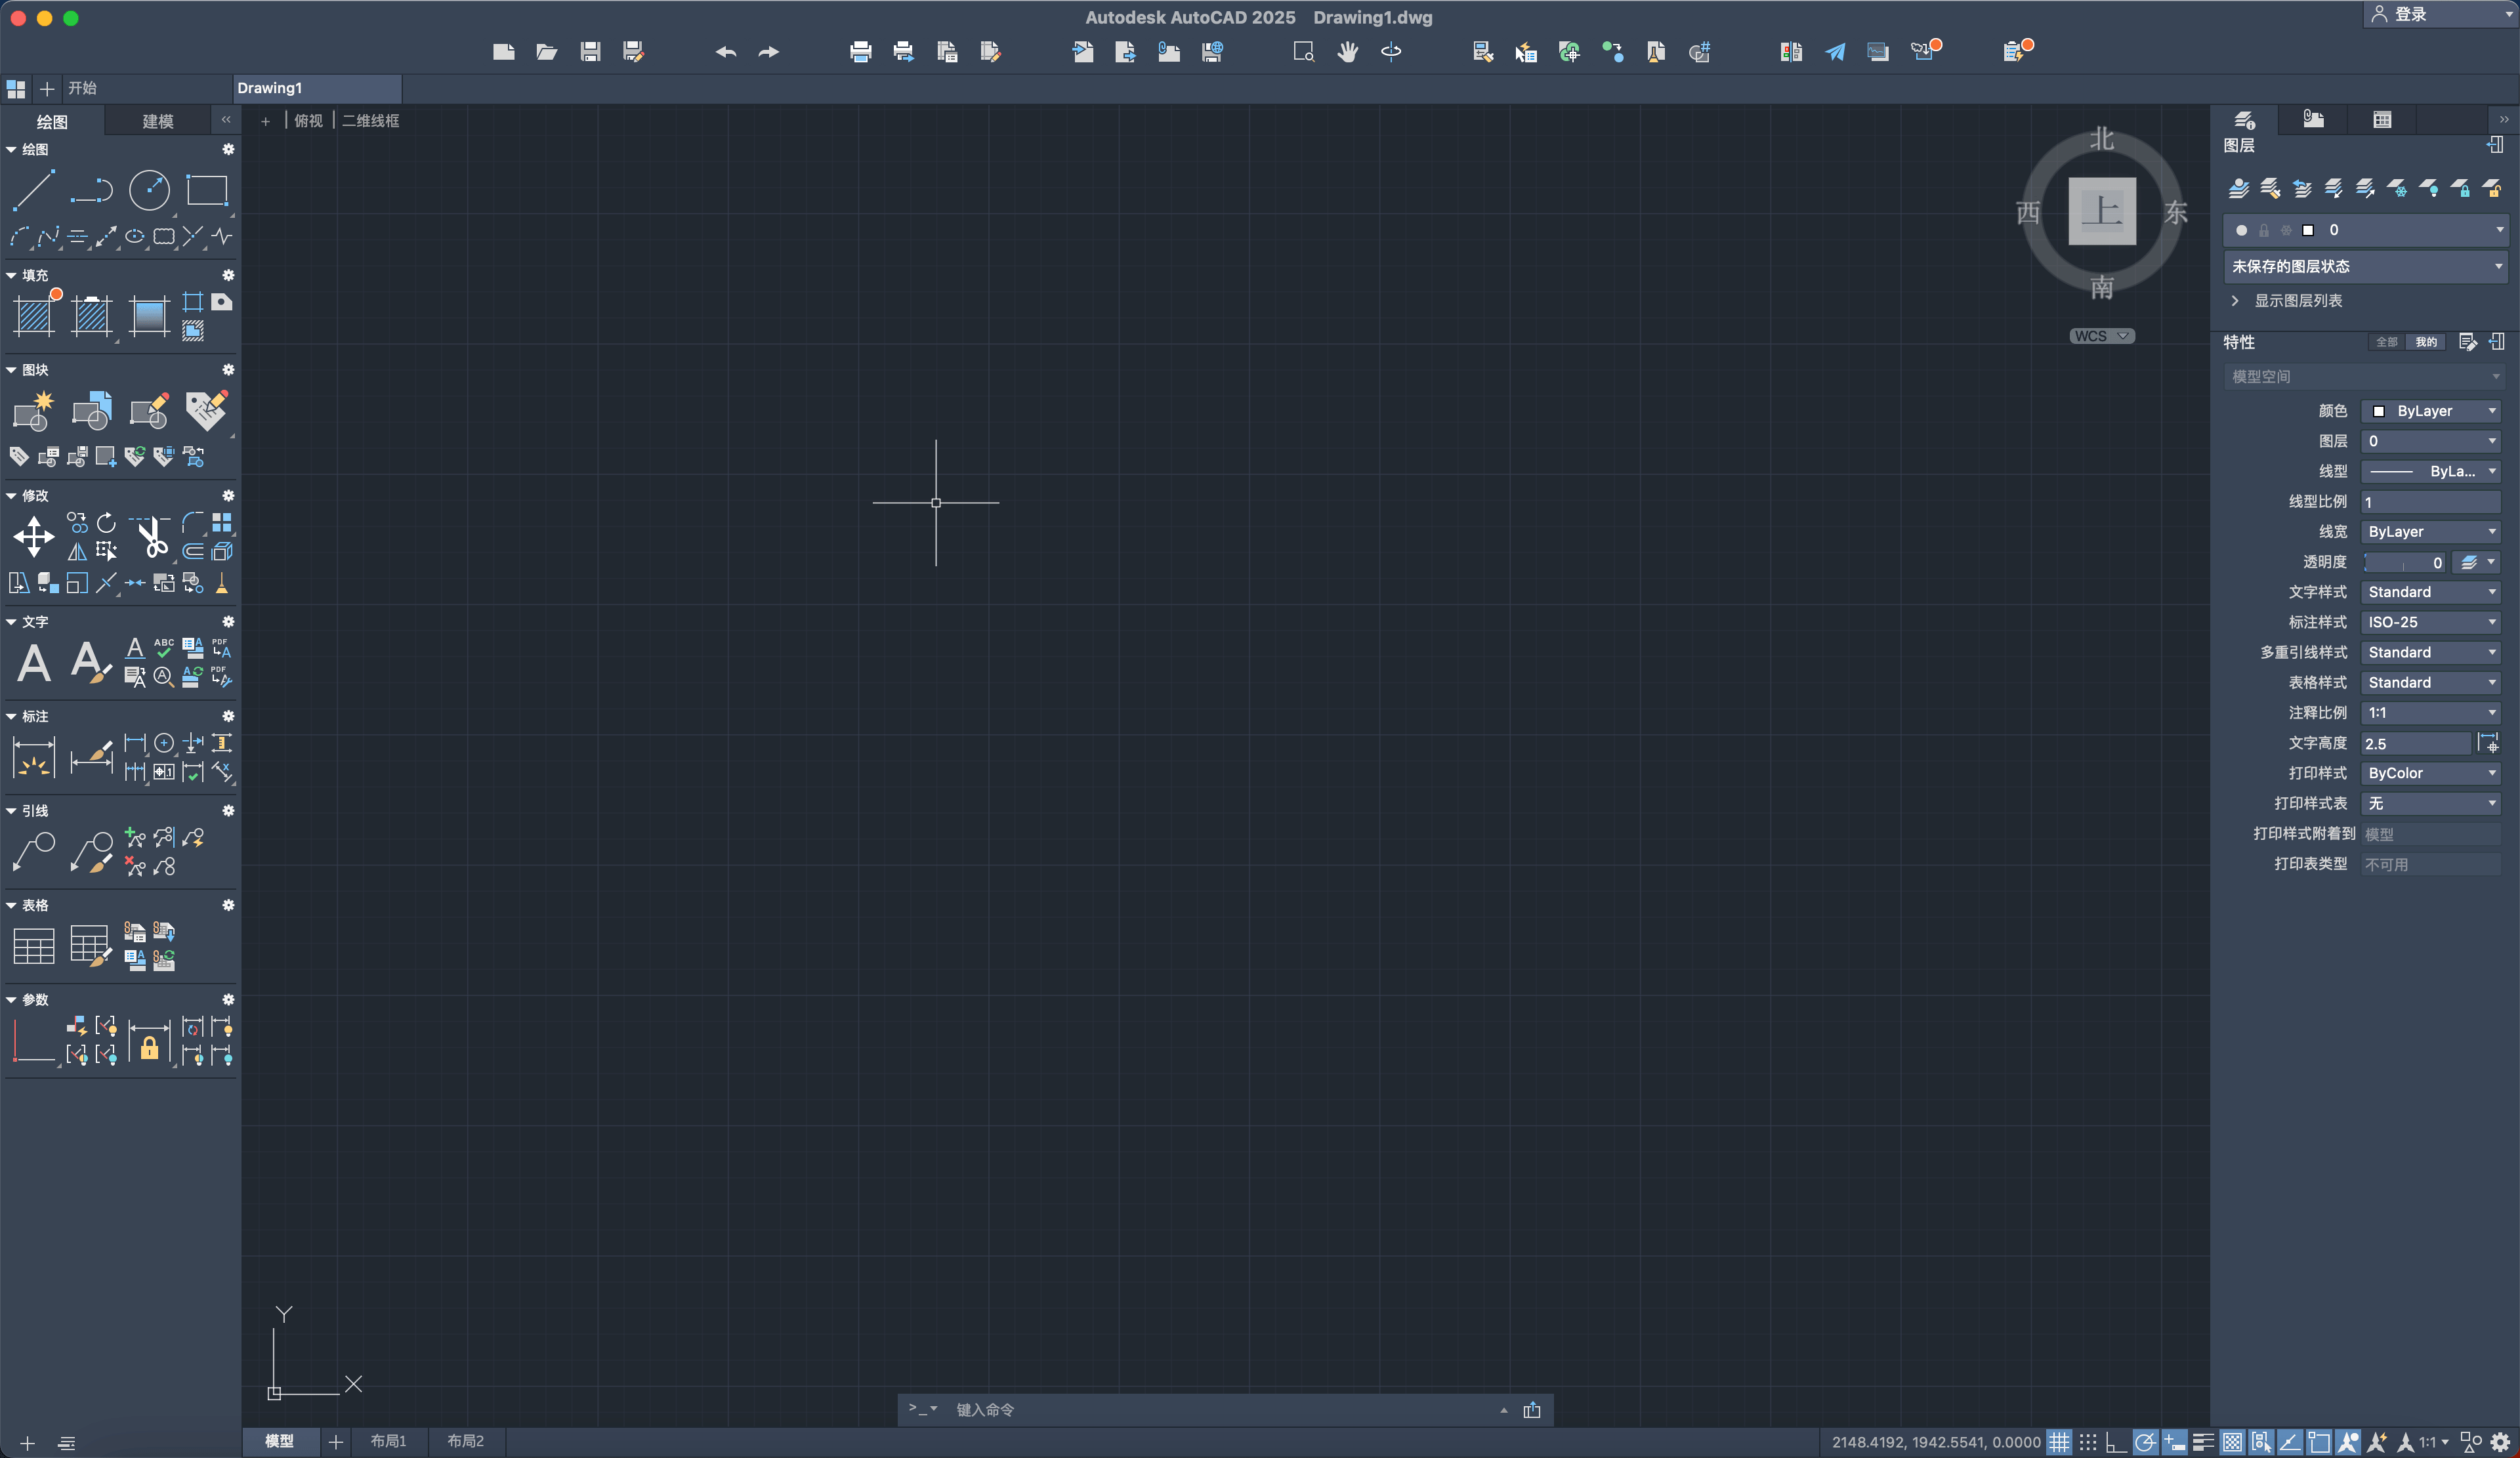 Autodesk AutoCAD 2025 Drawing1.dwg
登录
开始
Drawing1
绘图
建模
绘图
填充
图块
修改
文字
ABC
PDF
A
A
A
PDF
标注
引线
表格
参数
+
俯视
二维线框
北
西
上
东
南
WCS
Y
X
>_
键入命令
模型
布局1
布局2
2148.4192, 1942.5541, 0.0000
1:1
图层
0
未保存的图层状态
显示图层列表
特性
全部
我的
模型空间
颜色 ByLayer
图层 0
线型 ByLa...
线型比例 1
线宽 ByLayer
透明度 0
文字样式 Standard
标注样式 ISO-25
多重引线样式 Standard
表格样式 Standard
注释比例 1:1
文字高度 2.5
打印样式 ByColor
打印样式表 无
打印样式附着到 模型
打印表类型 不可用